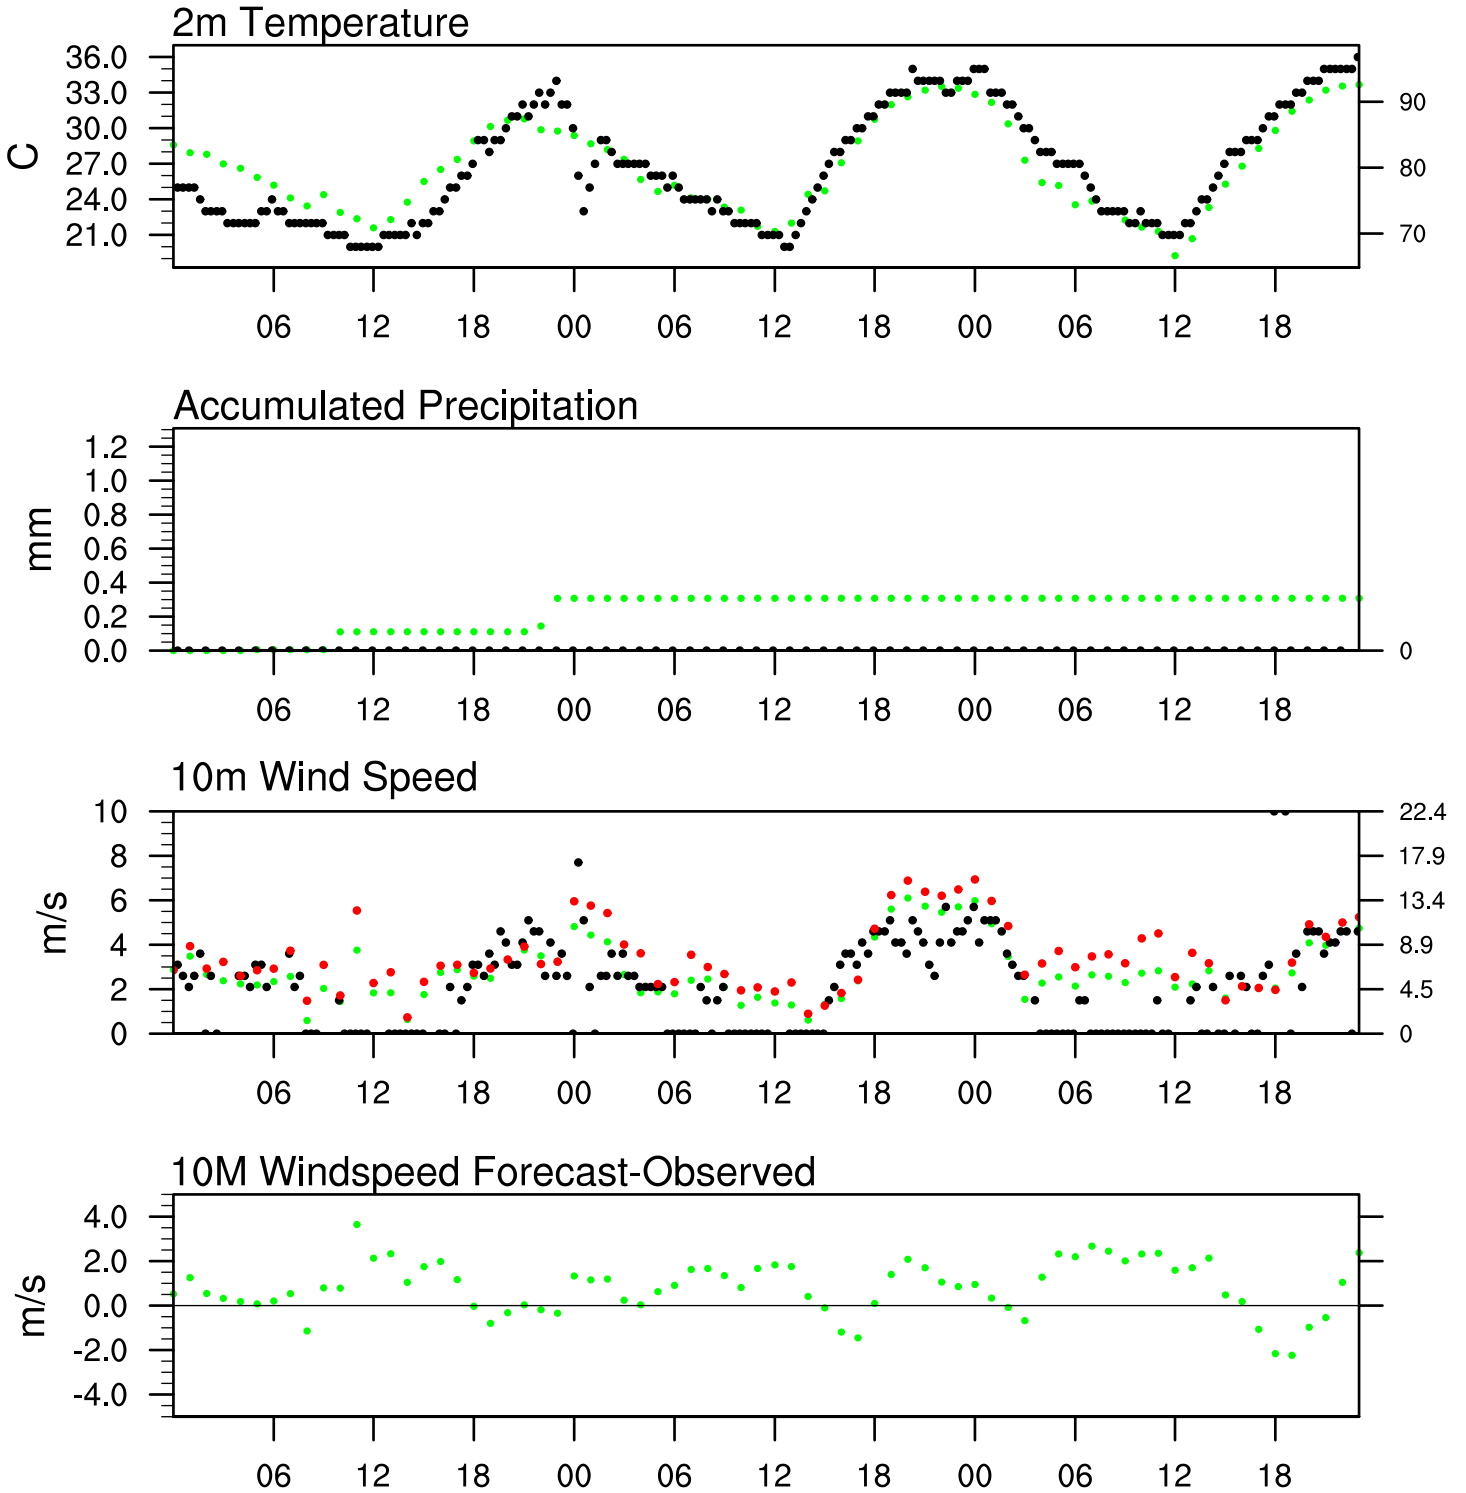 2m Temperature
36.0
33.0
30.0
27.0
24.0
21.0
C
90
80
70
06 12 18 00 06 12 18 00 06 12 18
Accumulated Precipitation
1.2
1.0
0.8
0.6
0.4
0.2
0.0
mm
0
06 12 18 00 06 12 18 00 06 12 18
10m Wind Speed
10
8
6
4
2
0
m/s
22.4
17.9
13.4
8.9
4.5
0
06 12 18 00 06 12 18 00 06 12 18
10M Windspeed Forecast-Observed
4.0
2.0
0.0
-2.0
-4.0
m/s
06 12 18 00 06 12 18 00 06 12 18